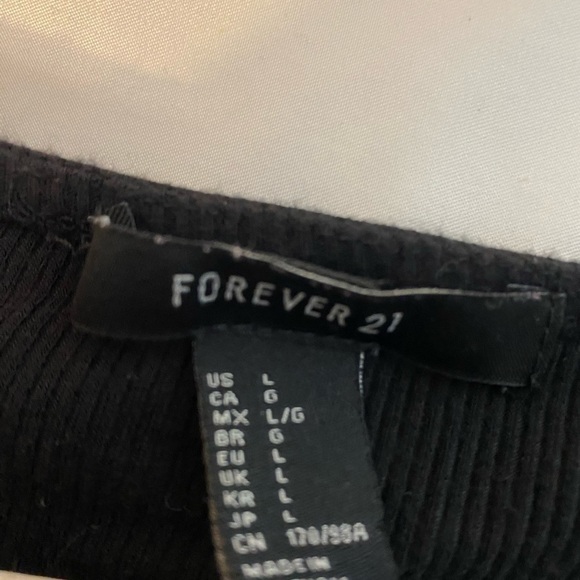 FOREVER 21
US L
CA G
MX L/G
BR G
EU L
UK L
KR L
JP L
CN 170/98A
MADE IN